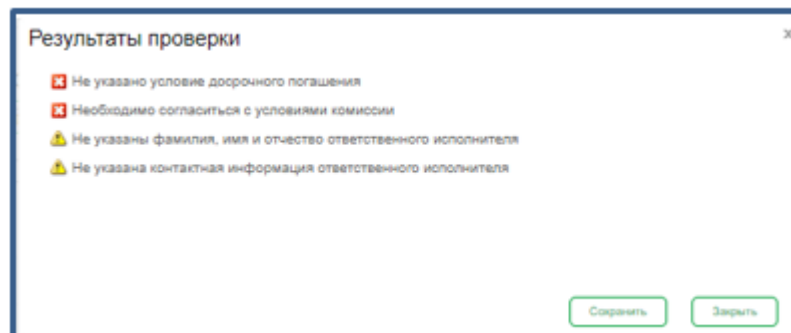 Результаты проверки
x
Не указано условие досрочного погашения
Необходимо согласиться с условиями комиссии
Не указаны фамилия, имя и отчество ответственного исполнителя
Не указана контактная информация ответственного исполнителя
Сохранить
Закрыть